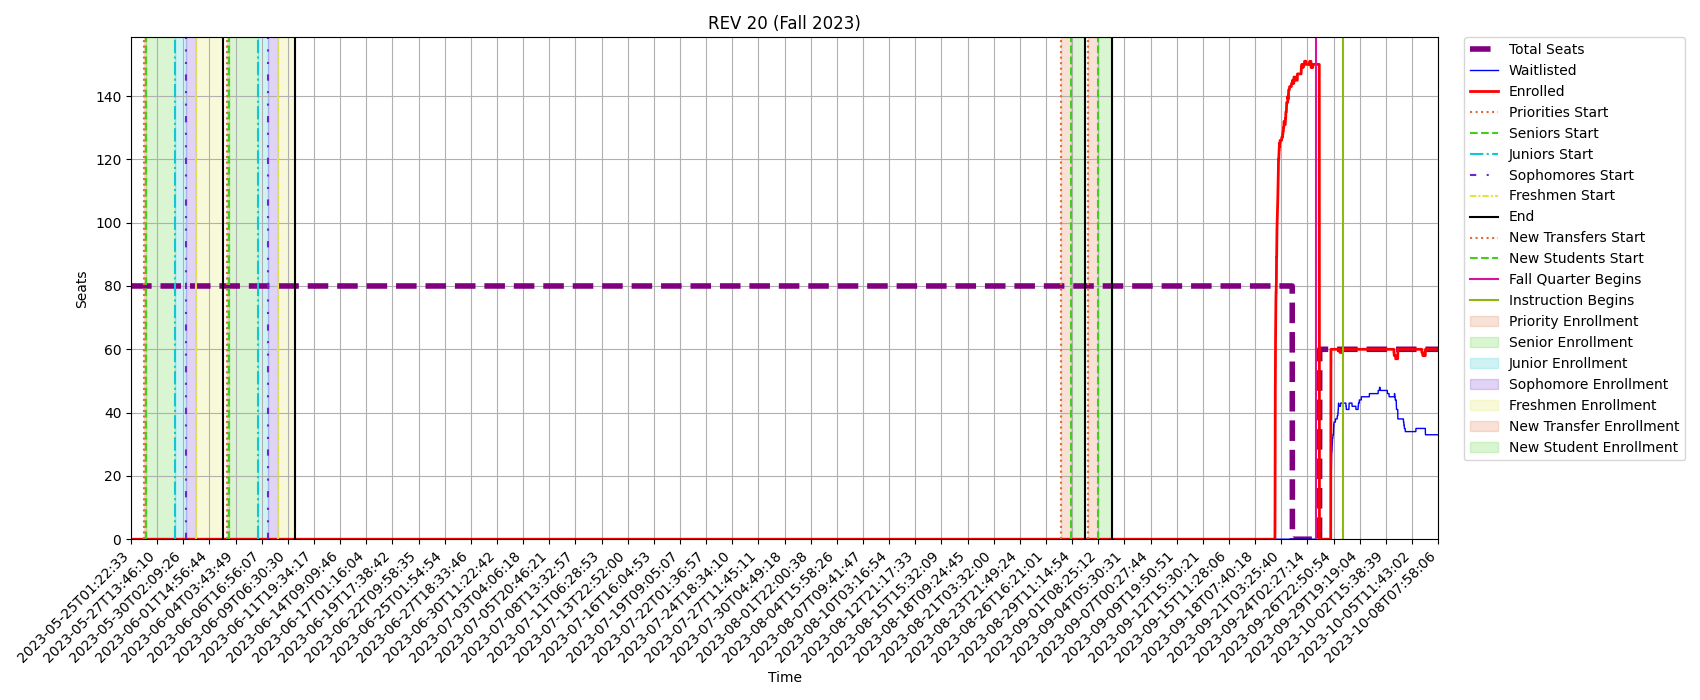 REV 20 (Fall 2023)
Seats
140
120
100
80
60
40
20
0
2023-05-25T01:22:33
2023-05-27T13:46:10
2023-05-30T02:09:26
2023-06-01T14:56:44
2023-06-04T03:43:49
2023-06-06T16:56:07
2023-06-09T06:30:30
2023-06-11T19:34:17
2023-06-14T09:09:46
2023-06-17T01:16:04
2023-06-19T17:38:42
2023-06-22T09:58:35
2023-06-25T01:54:54
2023-06-27T18:33:46
2023-06-30T11:22:42
2023-07-03T04:06:18
2023-07-05T20:46:21
2023-07-08T13:32:57
2023-07-11T06:28:53
2023-07-13T22:52:00
2023-07-16T16:04:53
2023-07-19T09:05:07
2023-07-22T01:36:57
2023-07-24T18:34:10
2023-07-27T11:45:11
2023-07-30T04:49:18
2023-08-01T22:00:38
2023-08-04T15:58:26
2023-08-07T09:41:47
2023-08-10T03:16:54
2023-08-12T21:17:33
2023-08-15T15:32:09
2023-08-18T09:24:45
2023-08-21T03:32:00
2023-08-23T21:49:24
2023-08-26T16:21:01
2023-08-29T11:14:54
2023-09-01T08:25:12
2023-09-04T05:30:31
2023-09-07T00:27:44
2023-09-09T19:50:51
2023-09-12T15:30:21
2023-09-15T11:28:06
2023-09-18T07:40:18
2023-09-21T03:25:40
2023-09-24T02:27:14
2023-09-26T22:50:54
2023-09-29T19:19:04
2023-10-02T15:38:39
2023-10-05T11:43:02
2023-10-08T07:58:06
Time
Total Seats
Waitlisted
Enrolled
Priorities Start
Seniors Start
Juniors Start
Sophomores Start
Freshmen Start
End
New Transfers Start
New Students Start
Fall Quarter Begins
Instruction Begins
Priority Enrollment
Senior Enrollment
Junior Enrollment
Sophomore Enrollment
Freshmen Enrollment
New Transfer Enrollment
New Student Enrollment